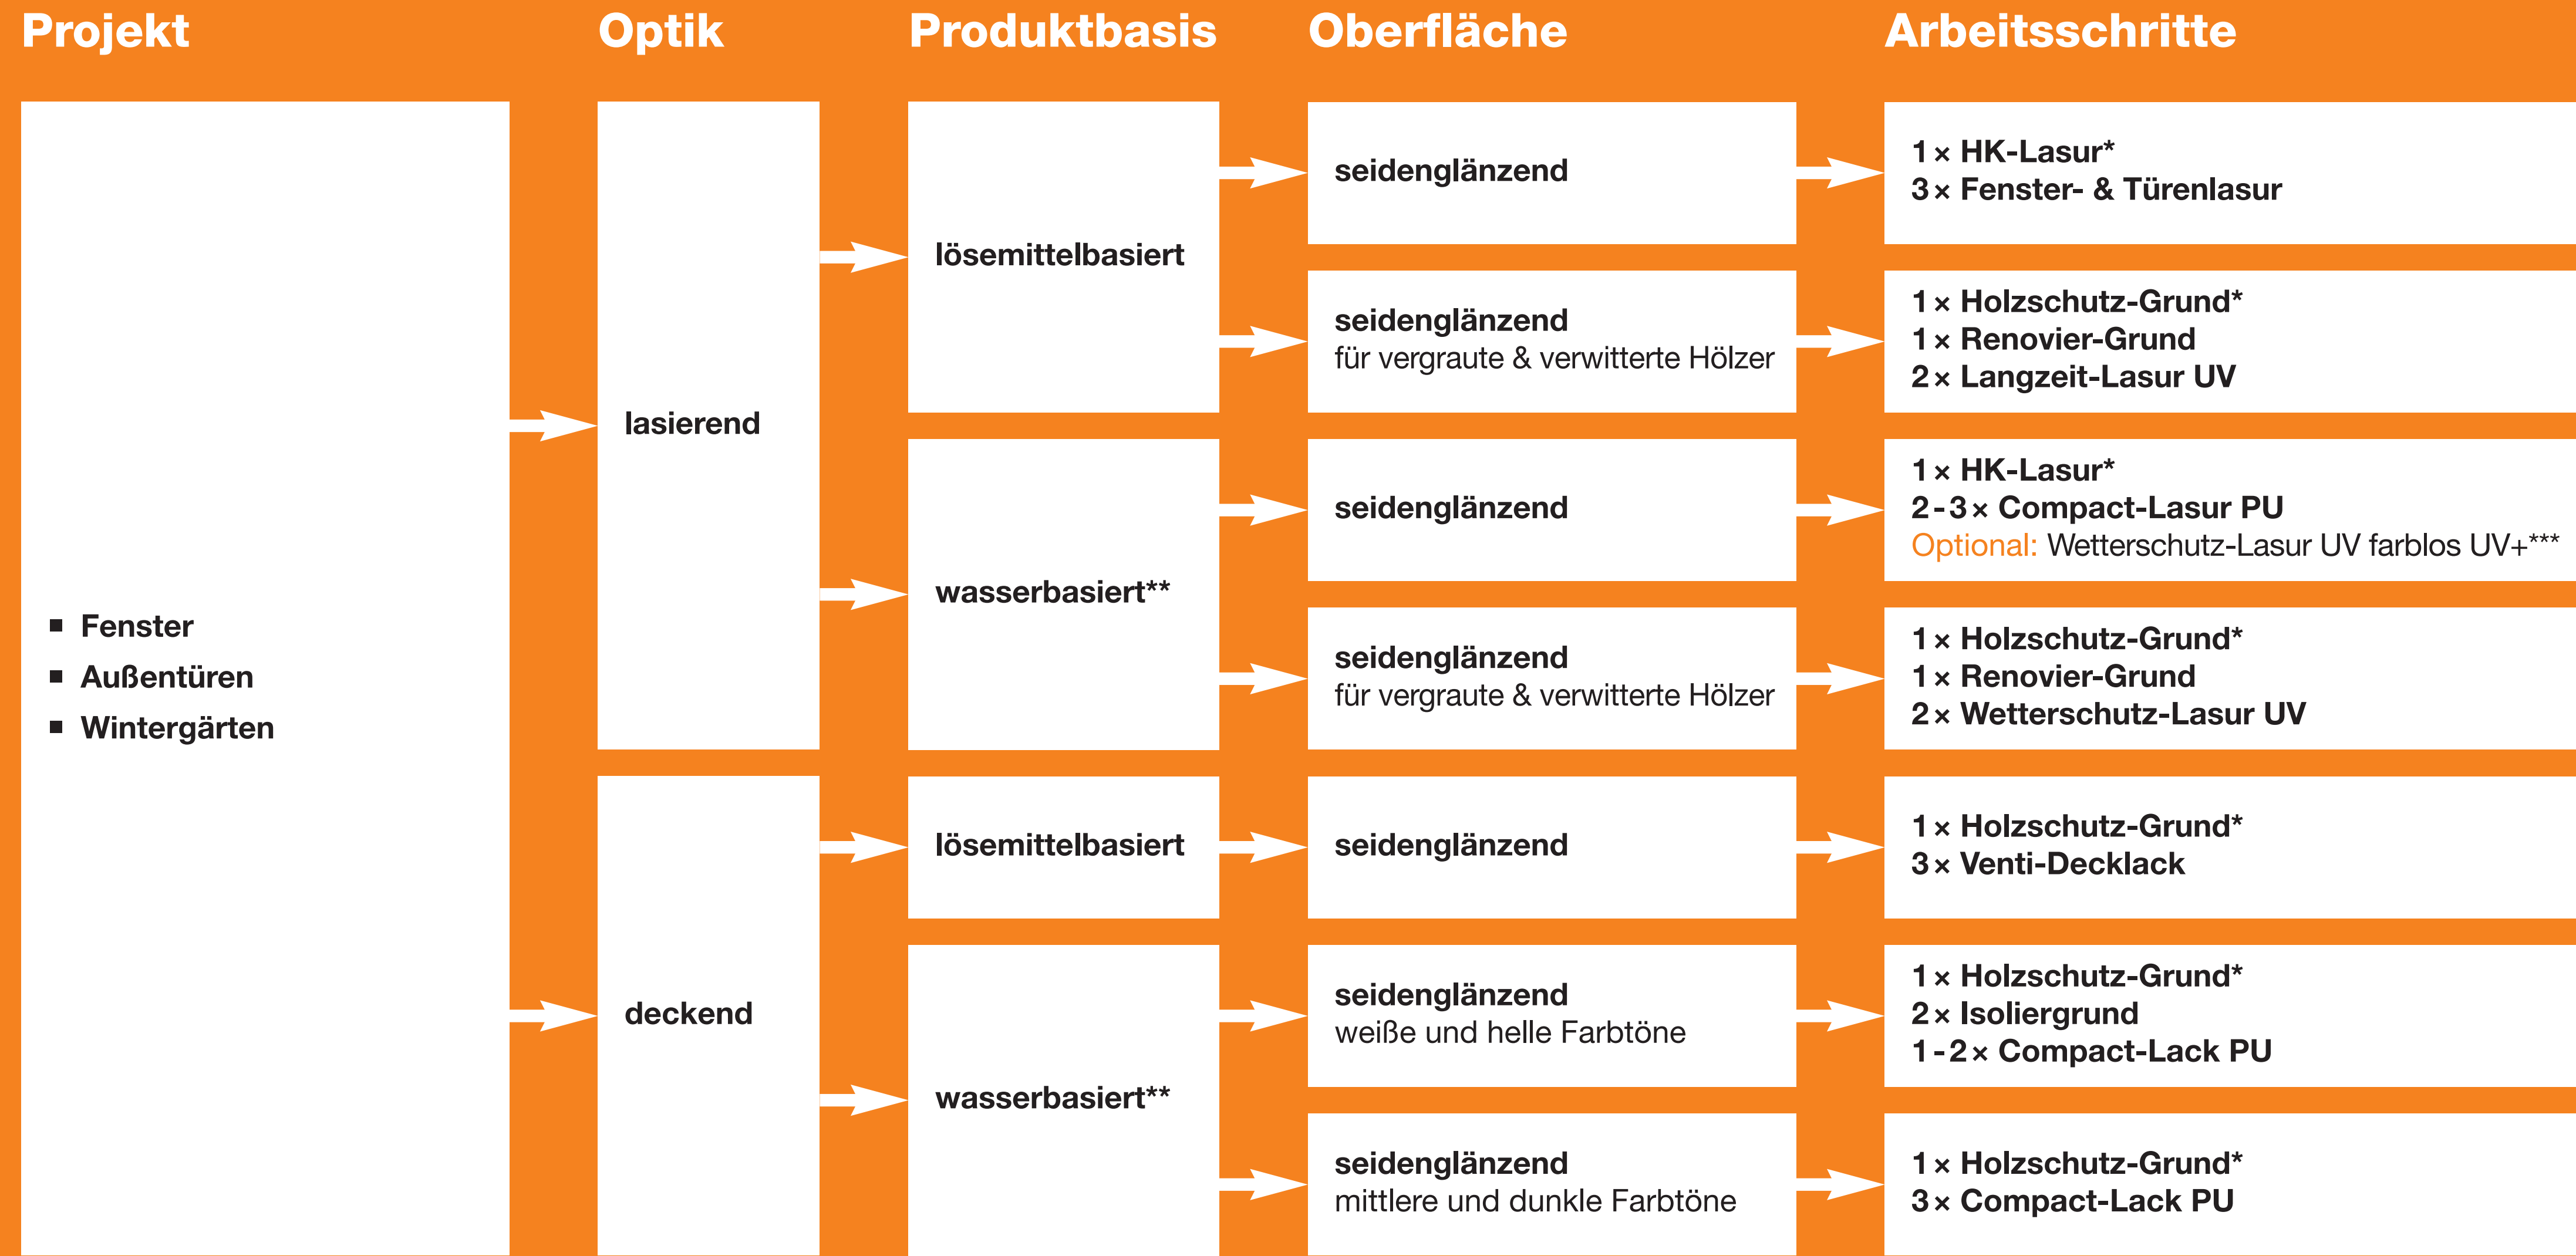 Projekt
Optik
Produktbasis
Oberfläche
Arbeitsschritte
▪ Fenster
▪ Außentüren
▪ Wintergärten
lasierend
lösemittelbasiert
seidenglänzend
1× HK-Lasur*
3× Fenster- & Türenlasur
seidenglänzend
für vergraute & verwitterte Hölzer
1× Holzschutz-Grund*
1× Renovier-Grund
2× Langzeit-Lasur UV
wasserbasiert**
seidenglänzend
1× HK-Lasur*
2-3× Compact-Lasur PU
Optional: Wetterschutz-Lasur UV farblos UV+***
seidenglänzend
für vergraute & verwitterte Hölzer
1× Holzschutz-Grund*
1× Renovier-Grund
2× Wetterschutz-Lasur UV
deckend
lösemittelbasiert
seidenglänzend
1× Holzschutz-Grund*
3× Venti-Decklack
wasserbasiert**
seidenglänzend
weiße und helle Farbtöne
1× Holzschutz-Grund*
2× Isoliergrund
1-2× Compact-Lack PU
seidenglänzend
mittlere und dunkle Farbtöne
1× Holzschutz-Grund*
3× Compact-Lack PU